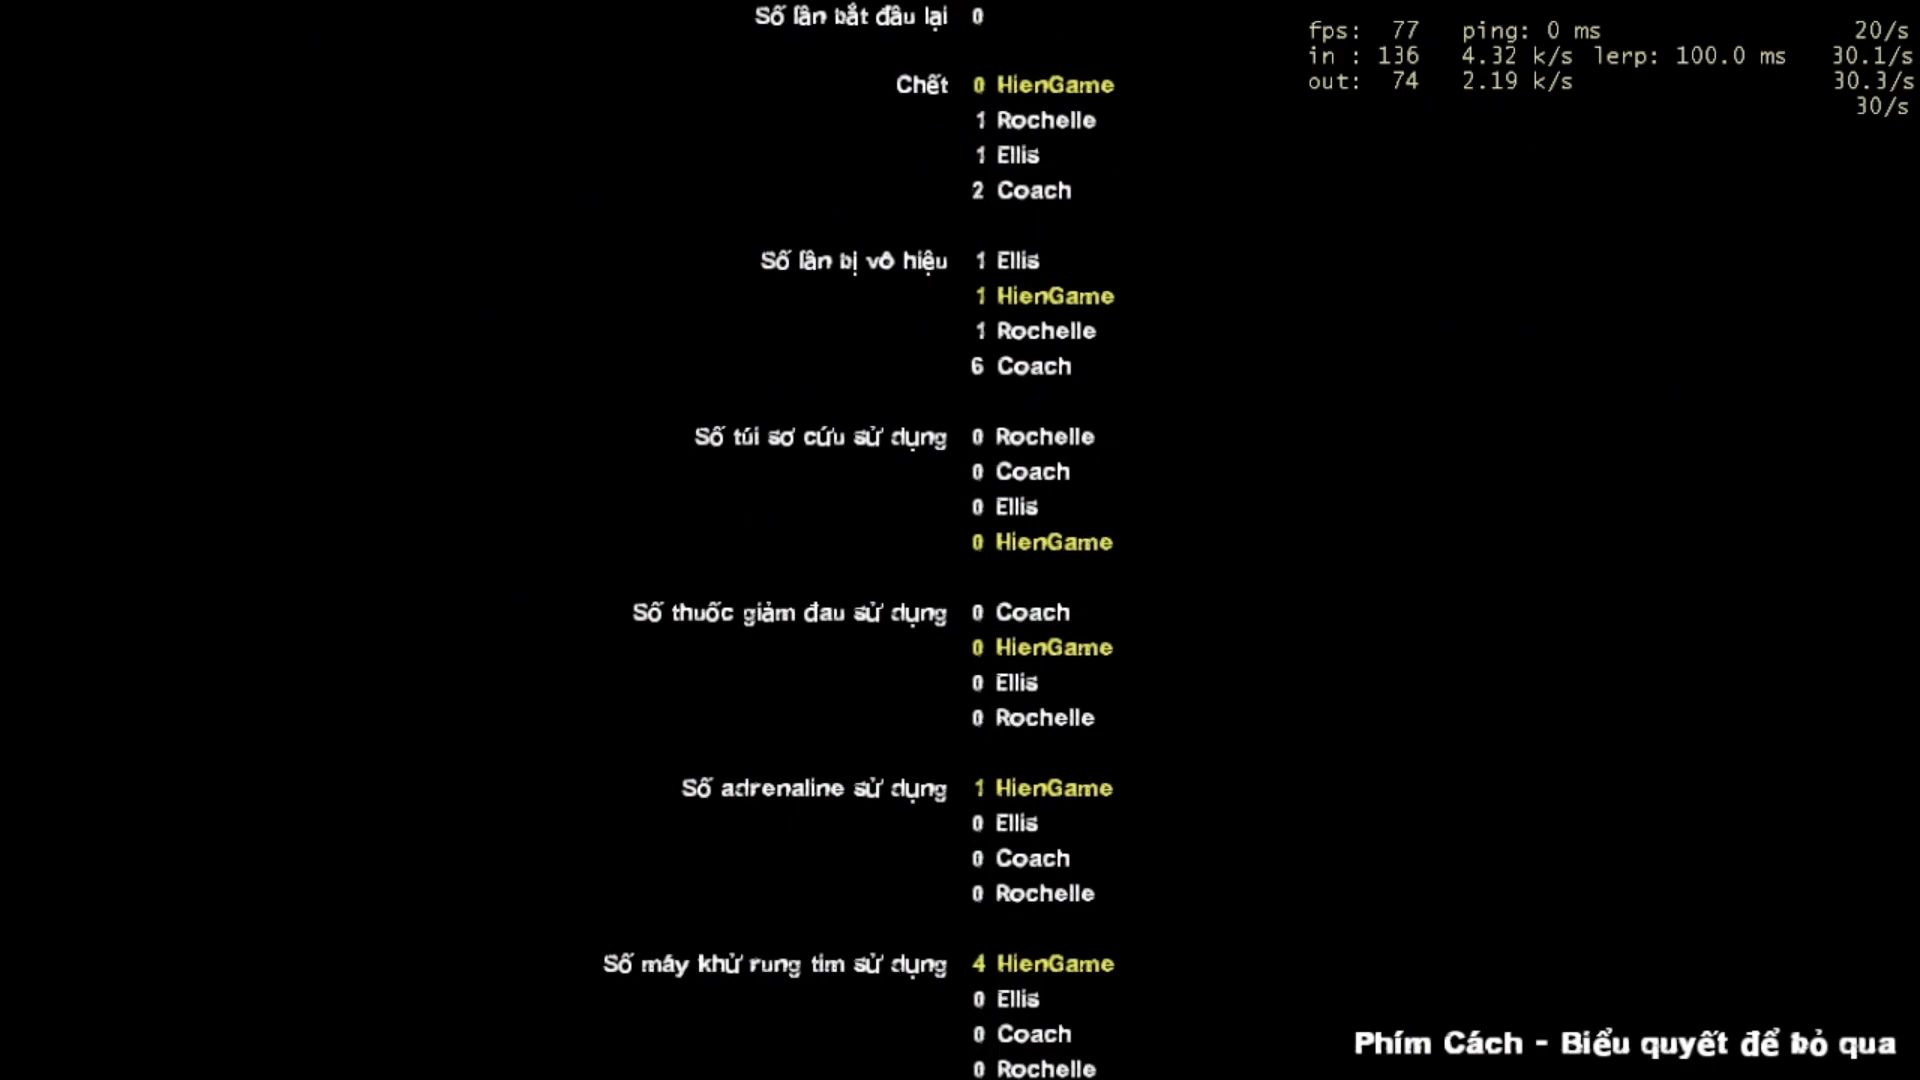 Số lần bắt đầu lại 0
fps: 77 ping: 0 ms 20/s
in : 136 4.32 k/s lerp: 100.0 ms 30.1/s
out: 74 2.19 k/s 30.3/s
30/s
Chết 0 HienGame
1 Rochelle
1 Ellis
2 Coach
Số lần bị vô hiệu 1 Ellis
1 HienGame
1 Rochelle
6 Coach
Số túi sơ cứu sử dụng 0 Rochelle
0 Coach
0 Ellis
0 HienGame
Số thuốc giảm đau sử dụng 0 Coach
0 HienGame
0 Ellis
0 Rochelle
Số adrenaline sử dụng 1 HienGame
0 Ellis
0 Coach
0 Rochelle
Số máy khử rung tim sử dụng 4 HienGame
0 Ellis
0 Coach
0 Rochelle
Phím Cách - Biểu quyết để bỏ qua